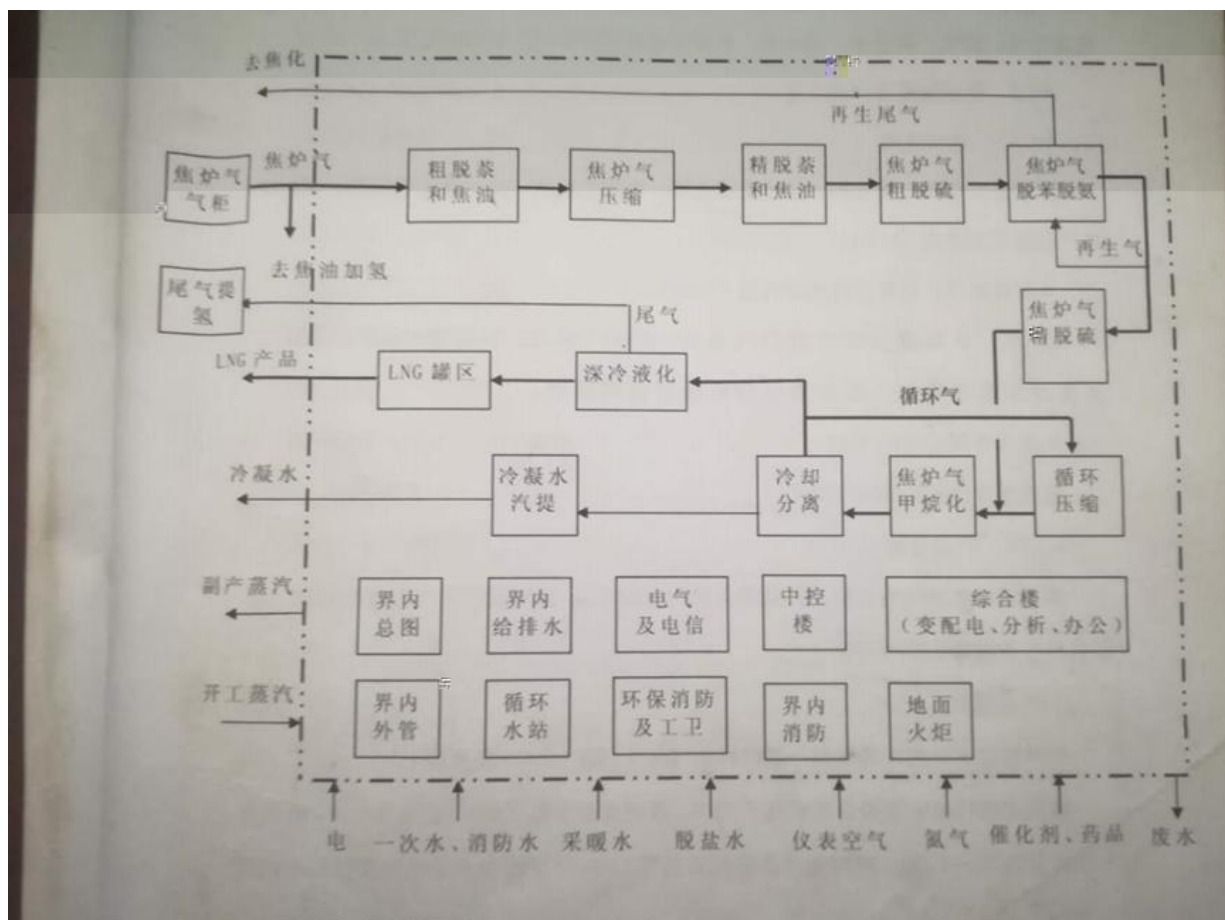 去焦化
再生尾气
焦炉气
焦炉气
气柜
粗脱萘
和焦油
焦炉气
压缩
精脱萘
和焦油
焦炉气
粗脱硫
焦炉气
脱苯脱氨
再生气
去焦油加氢
尾气提
氢
尾气
焦炉气
精脱硫
LNG 产品
LNG 罐区
深冷液化
循环气
冷凝水
冷凝水
汽提
冷却
分离
焦炉气
甲烷化
循环
压缩
副产蒸汽
界内
总图
界内
给排水
电气
及电信
中控
楼
综合楼
（变配电、分析、办公）
开工蒸汽
界内
外管
循环
水站
环保消防
及工卫
界内
消防
地面
火炬
电
一次水、消防水
采暖水
脱盐水
仪表空气
氮气
催化剂、药品
废水